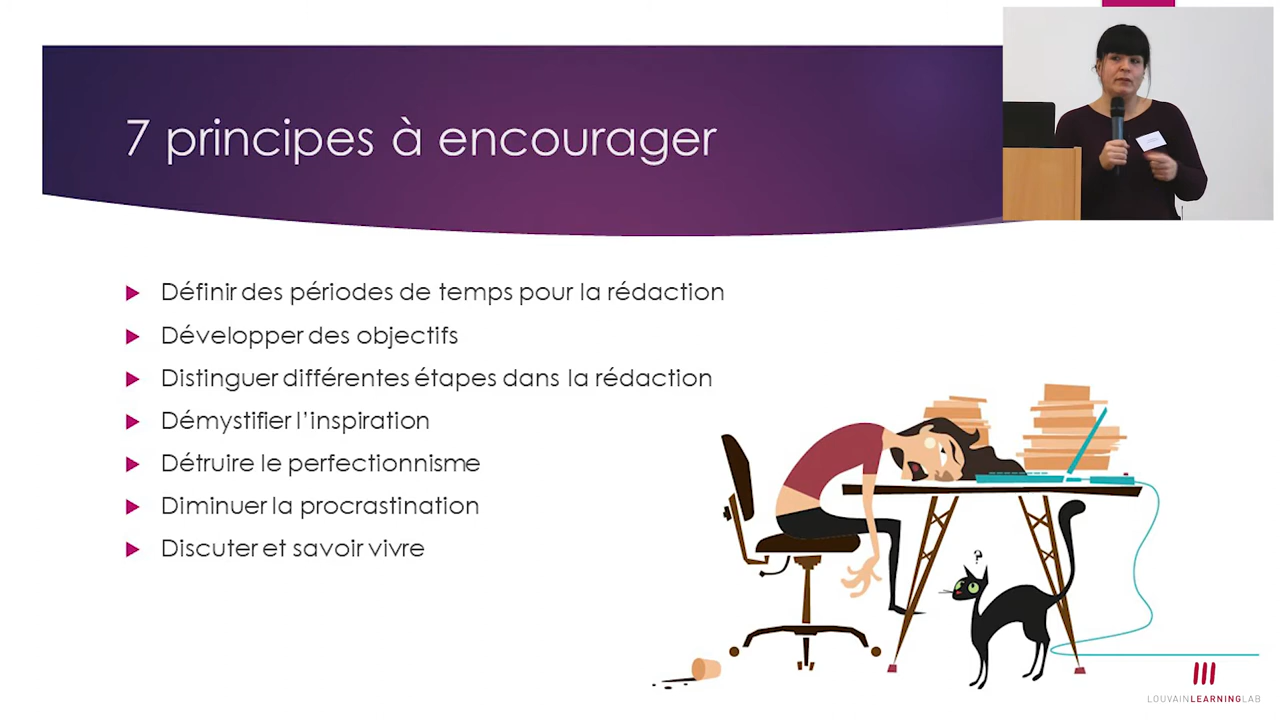 7 principes à encourager
Définir des périodes de temps pour la rédaction
Développer des objectifs
Distinguer différentes étapes dans la rédaction
Démystifier l’inspiration
Détruire le perfectionnisme
Diminuer la procrastination
Discuter et savoir vivre
?
LOUVAINLEARNINGLAB